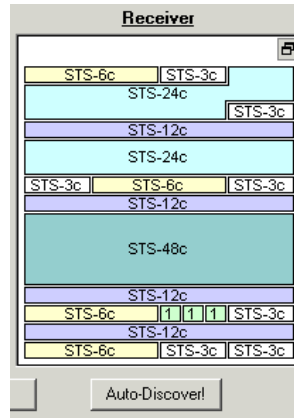 Receiver
STS-6c STS-3c
STS-24c
STS-3c
STS-12c
STS-24c
STS-3c STS-6c STS-3c
STS-12c
STS-48c
STS-12c
STS-6c 1 1 1 STS-3c
STS-12c
STS-6c STS-3c STS-3c
Auto-Discover!